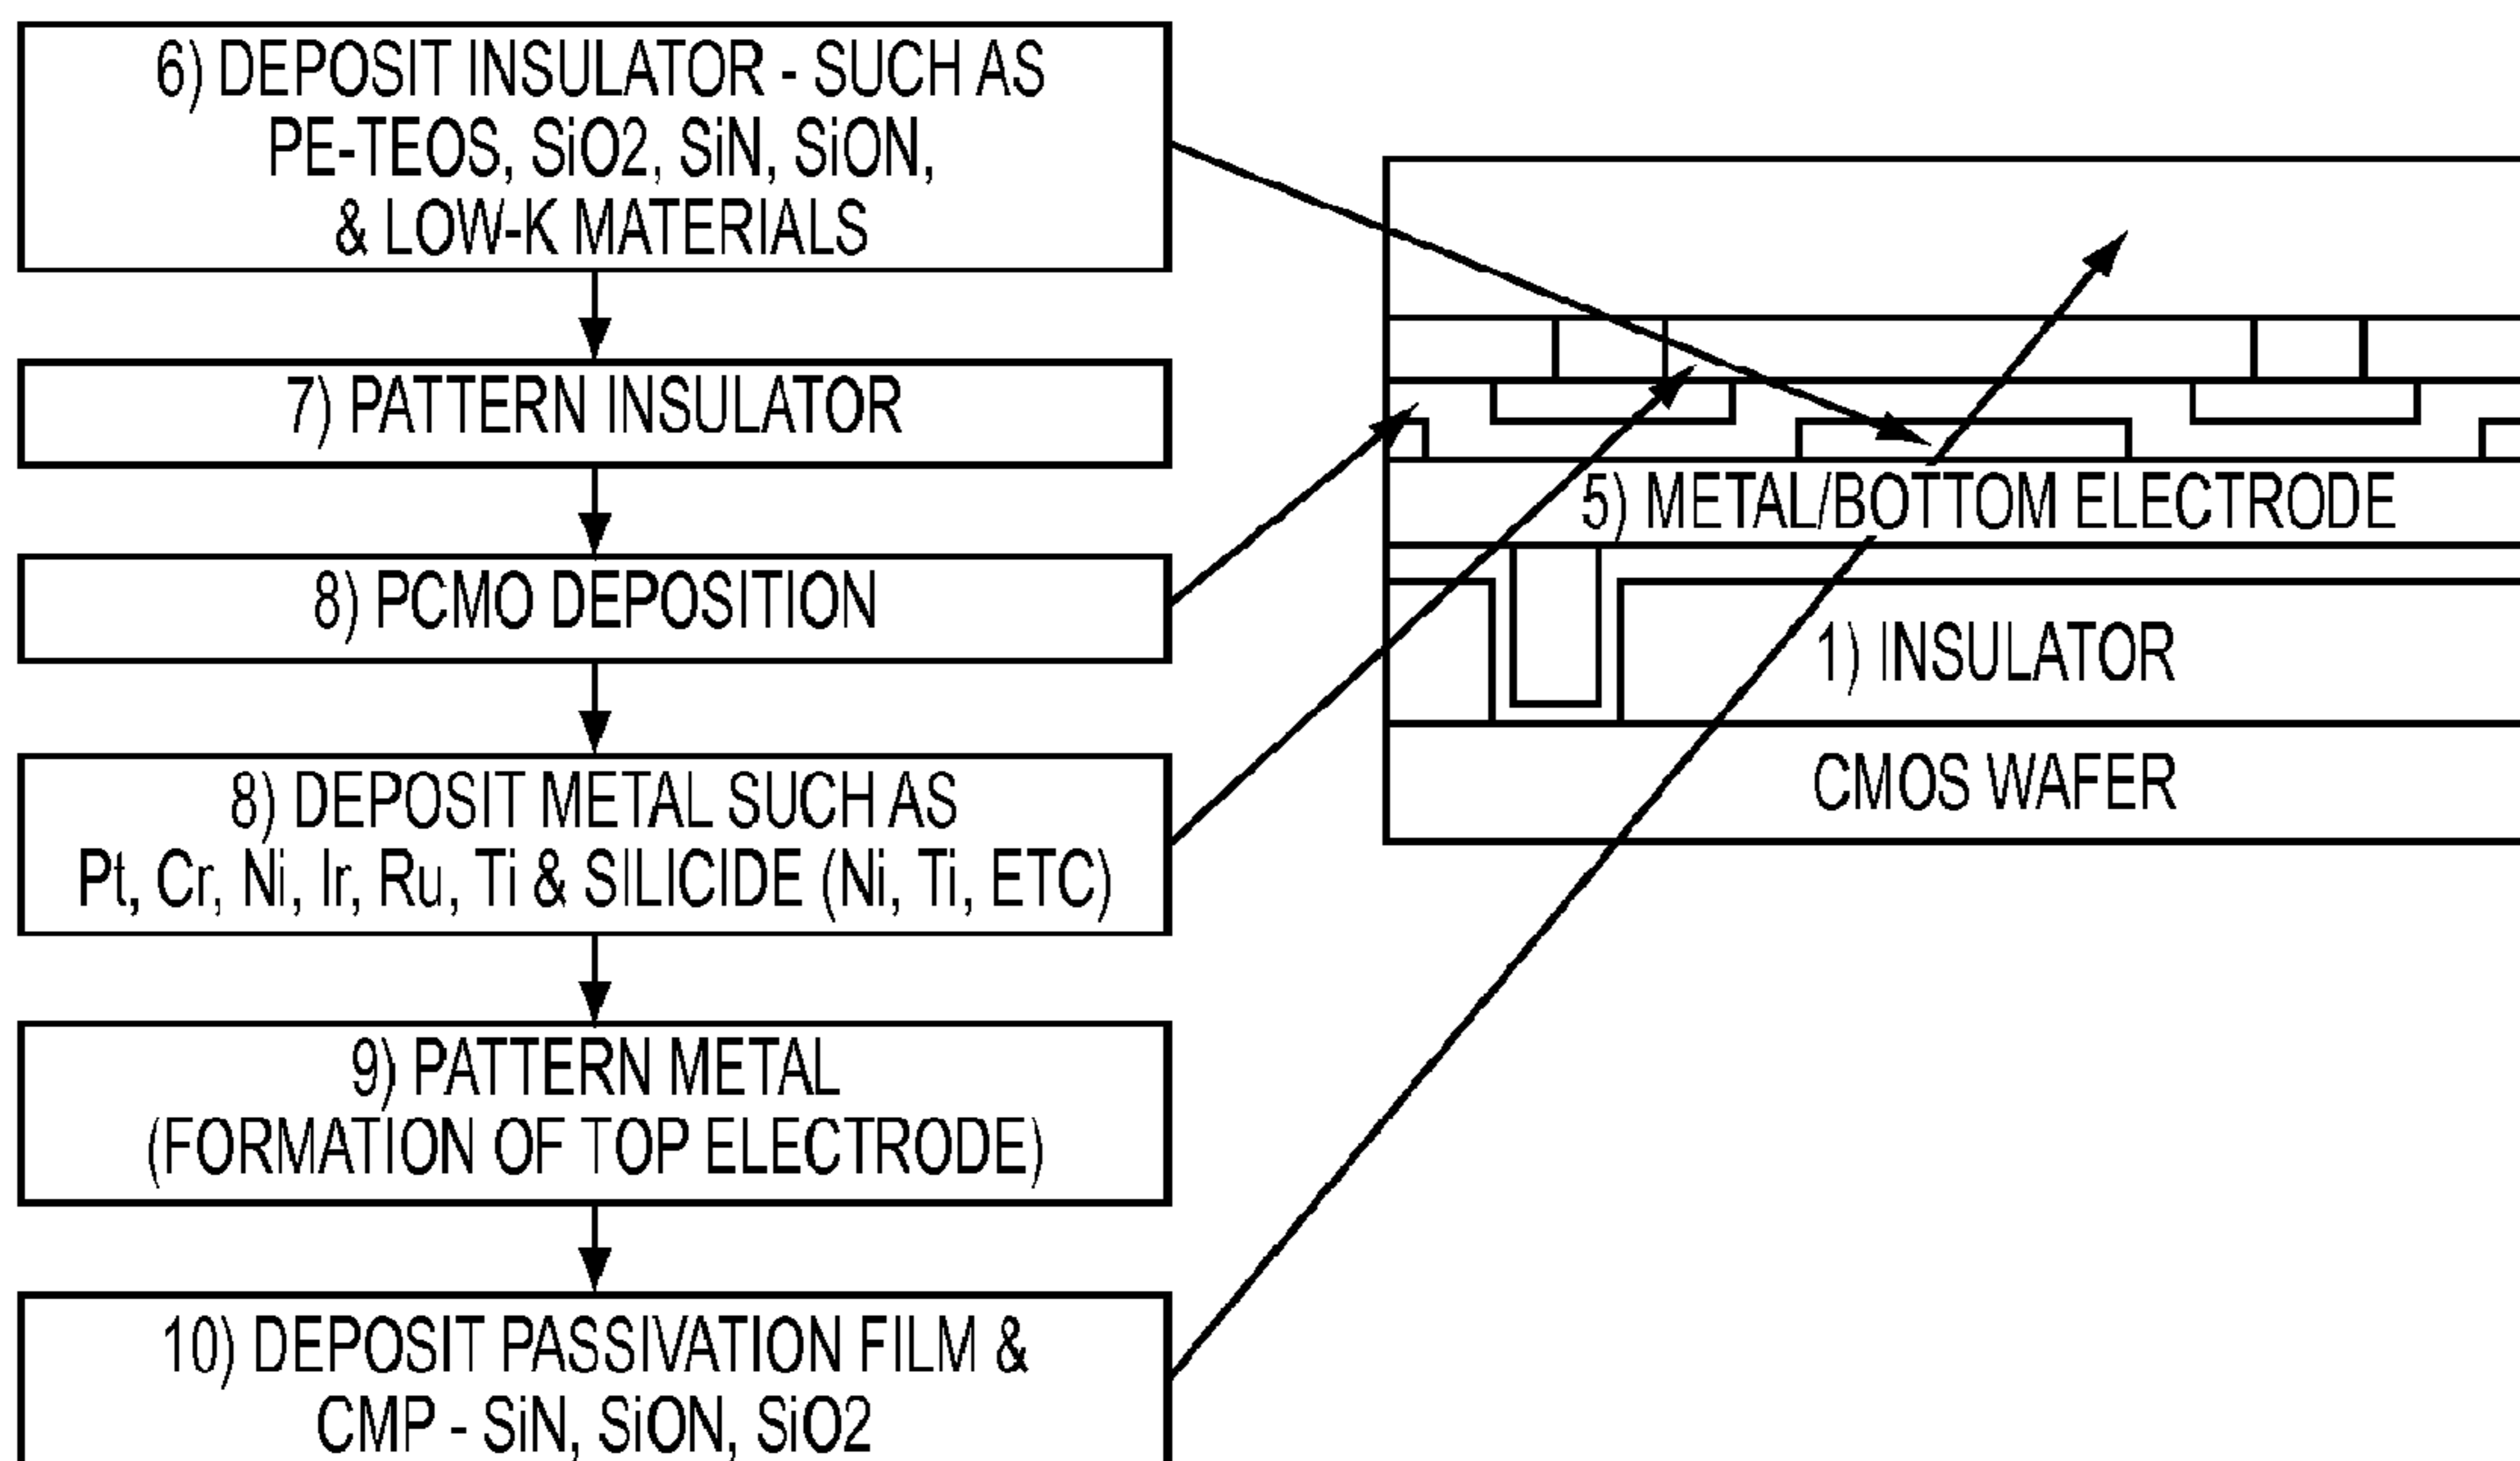 6) DEPOSIT INSULATOR - SUCH AS
PE-TEOS, SiO2, SiN, SiON,
& LOW-K MATERIALS
7) PATTERN INSULATOR
8) PCMO DEPOSITION
8) DEPOSIT METAL SUCH AS
Pt, Cr, Ni, Ir, Ru, Ti & SILICIDE (Ni, Ti, ETC)
9) PATTERN METAL
(FORMATION OF TOP ELECTRODE)
10) DEPOSIT PASSIVATION FILM &
CMP - SiN, SiON, SiO2
5) METAL/BOTTOM ELECTRODE
1) INSULATOR
CMOS WAFER